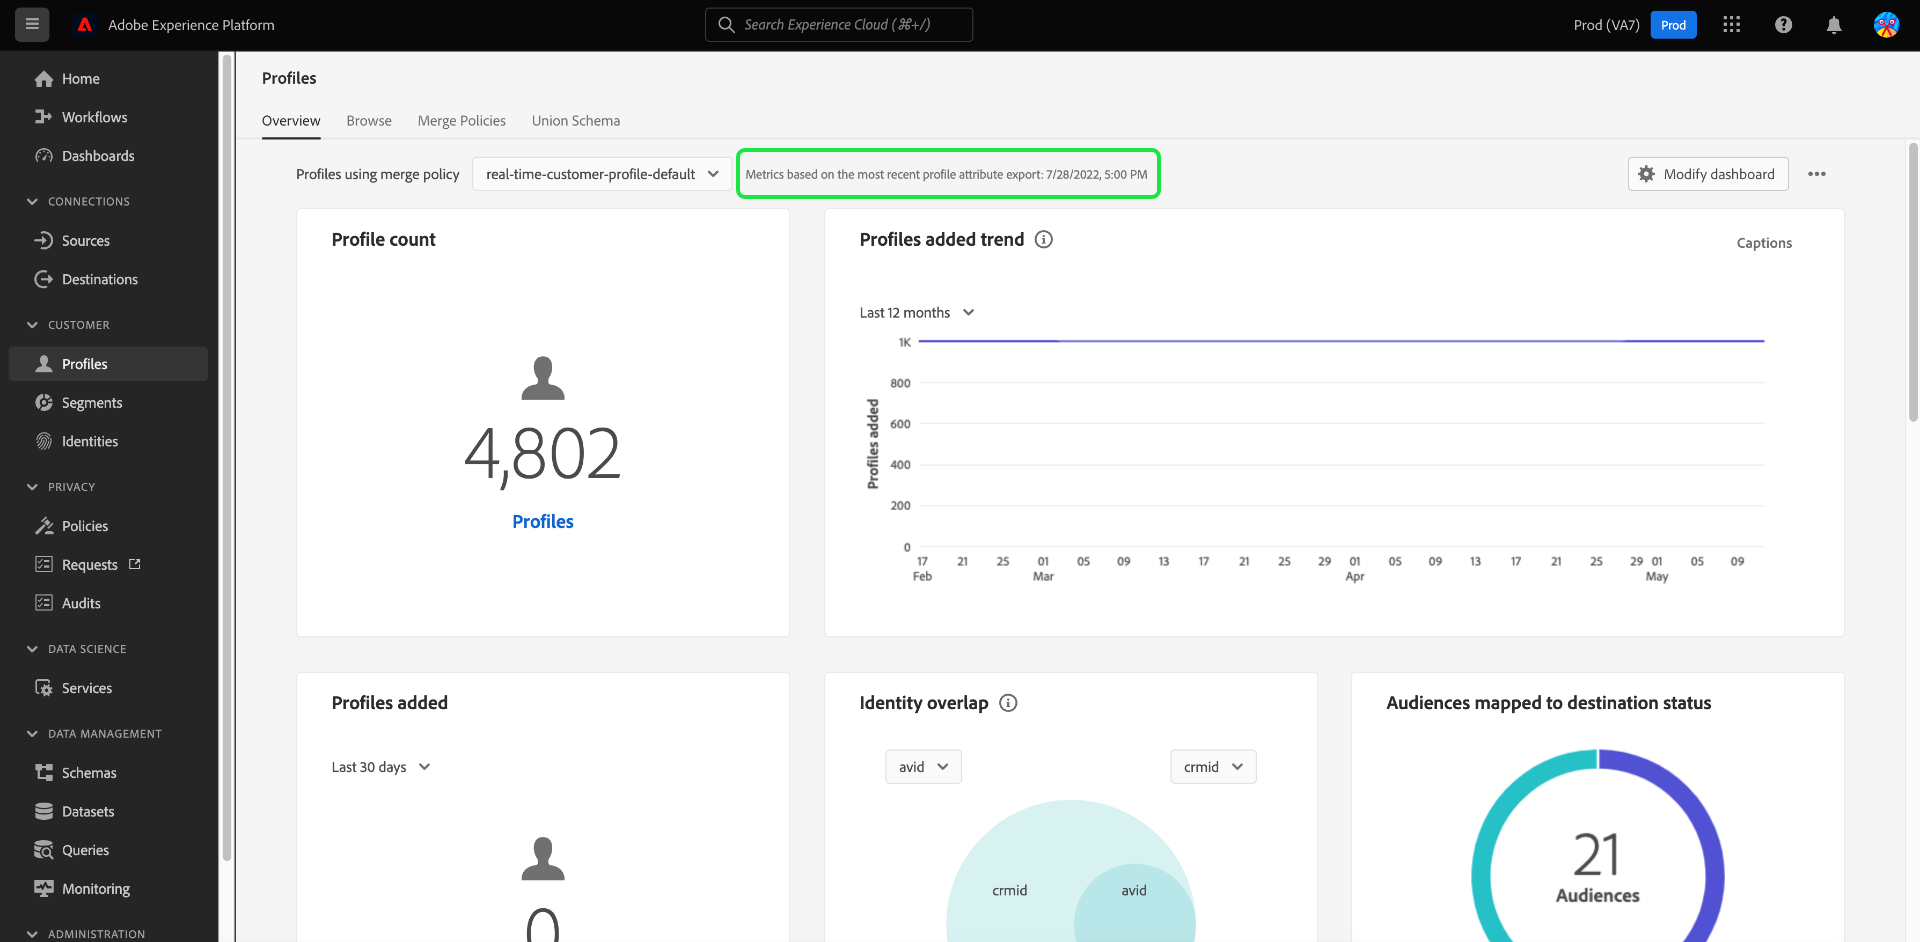 Adobe Experience Platform
Search Experience Cloud (⌘+/)
Prod (VA7)
Prod
Home
Workflows
Dashboards
CONNECTIONS
Sources
Destinations
CUSTOMER
Profiles
Segments
Identities
PRIVACY
Policies
Requests
Audits
DATA SCIENCE
Services
DATA MANAGEMENT
Schemas
Datasets
Queries
Monitoring
ADMINISTRATION
Profiles
Overview Browse Merge Policies Union Schema
Profiles using merge policy
real-time-customer-profile-default
Metrics based on the most recent profile attribute export: 7/28/2022, 5:00 PM
Modify dashboard
Profile count
4,802
Profiles
Profiles added trend
Captions
Last 12 months
Profiles added
1K
800
600
400
200
0
17 21 25 01 05 09 13 17 21 25 29 01 05 09 13 17 21 25 29 01 05 09
Feb Mar Apr May
Profiles added
Last 30 days
0
Identity overlap
avid
crmid
crmid
avid
Audiences mapped to destination status
21
Audiences